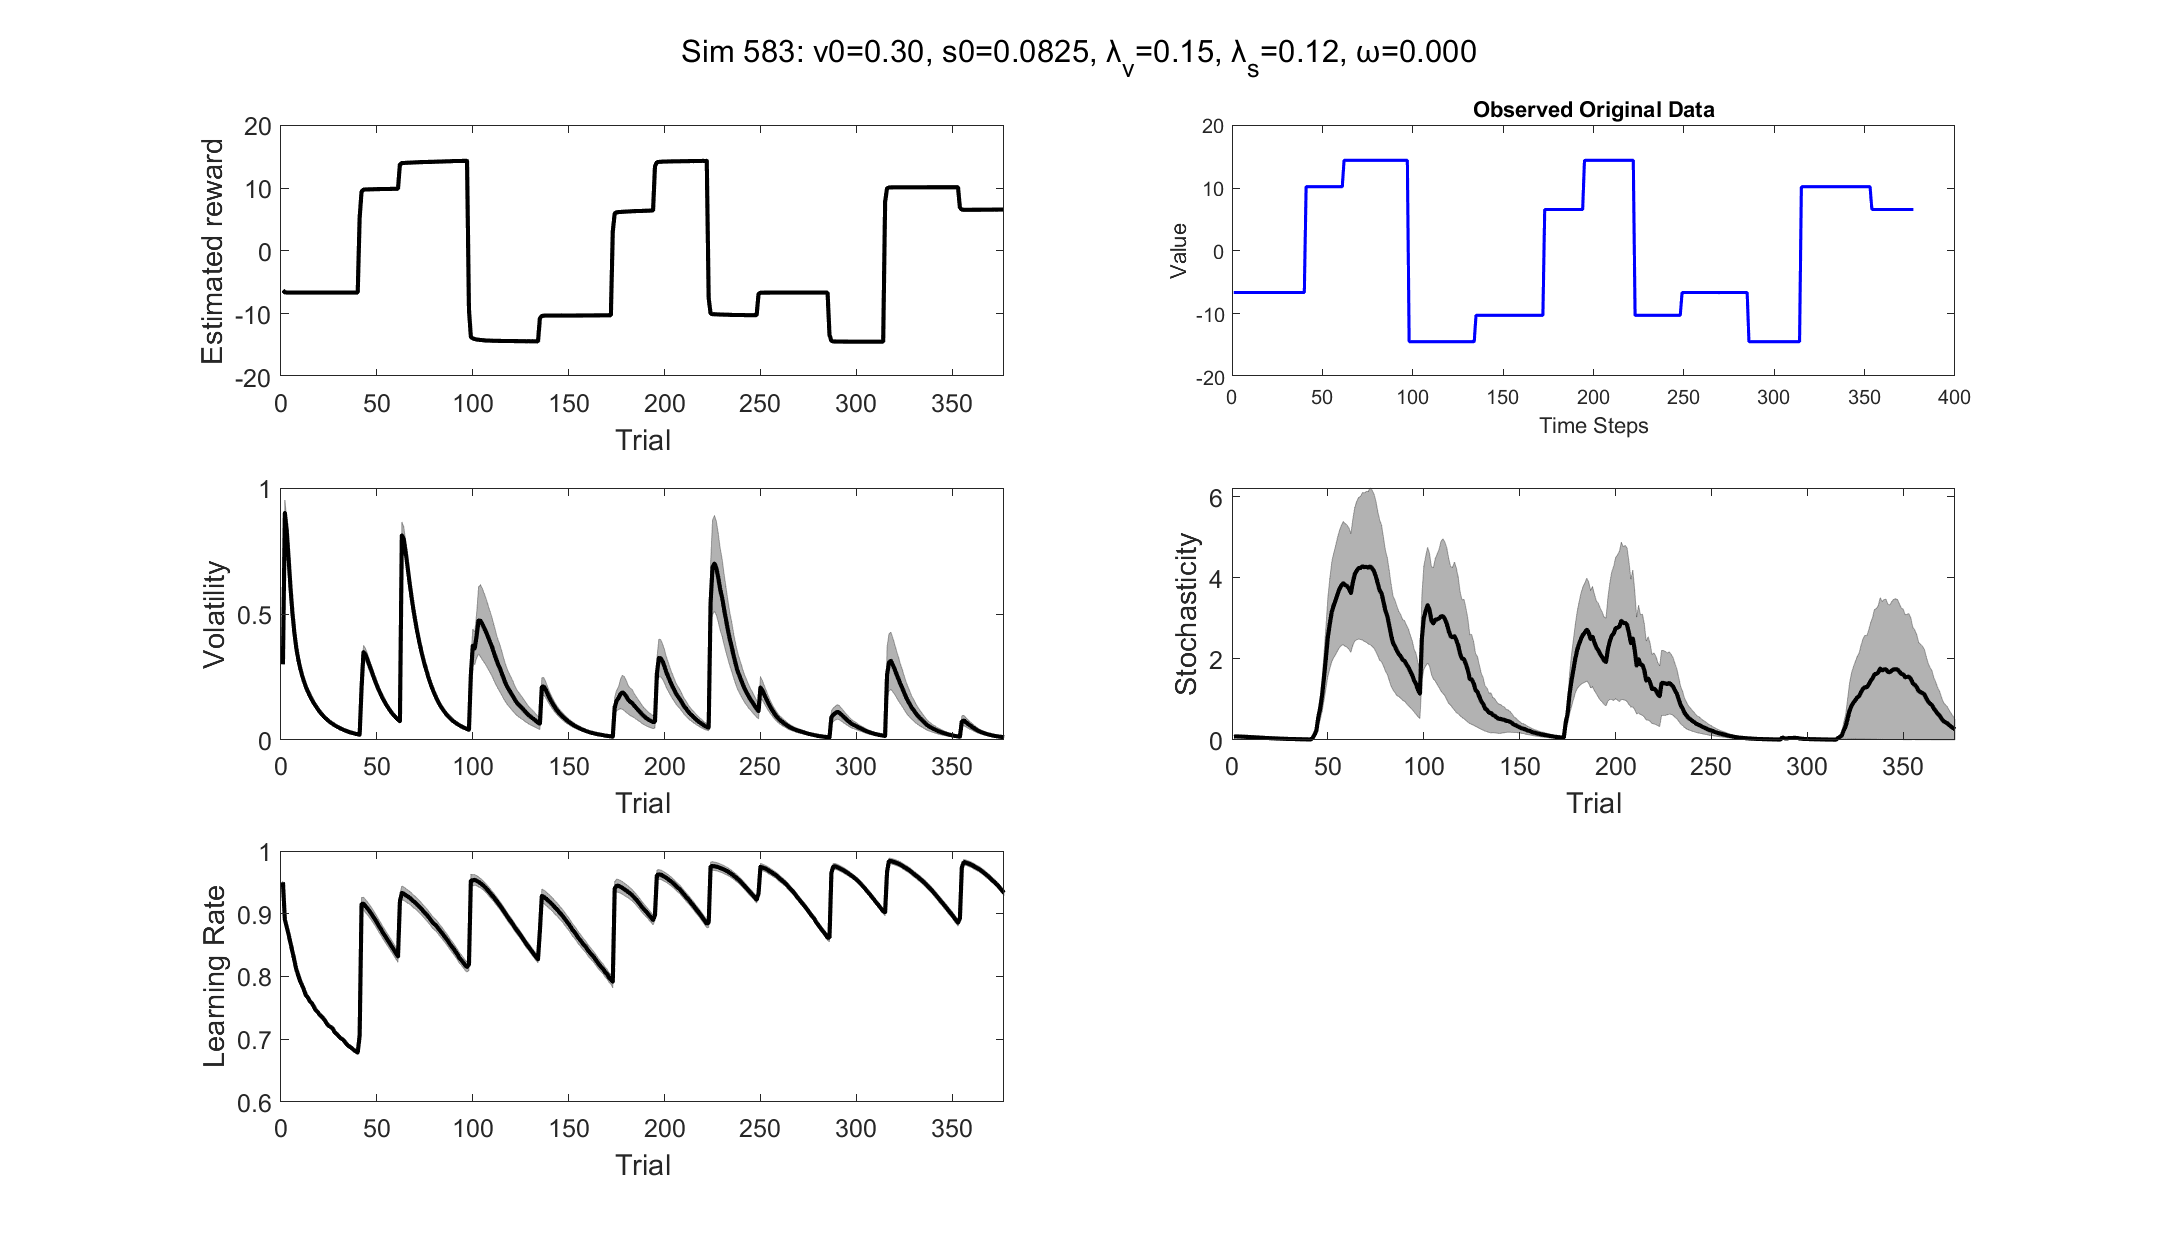 Sim 583: v0=0.30, s0=0.0825, λv=0.15, λs=0.12, ω=0.000
20
10
0
-10
-20
Estimated reward
0 50 100 150 200 250 300 350
Trial
Observed Original Data
20
10
0
-10
-20
Value
0 50 100 150 200 250 300 350 400
Time Steps
1
0.5
0
Volatility
0 50 100 150 200 250 300 350
Trial
6
4
2
0
Stochasticity
0 50 100 150 200 250 300 350
Trial
1
0.9
0.8
0.7
0.6
Learning Rate
0 50 100 150 200 250 300 350
Trial